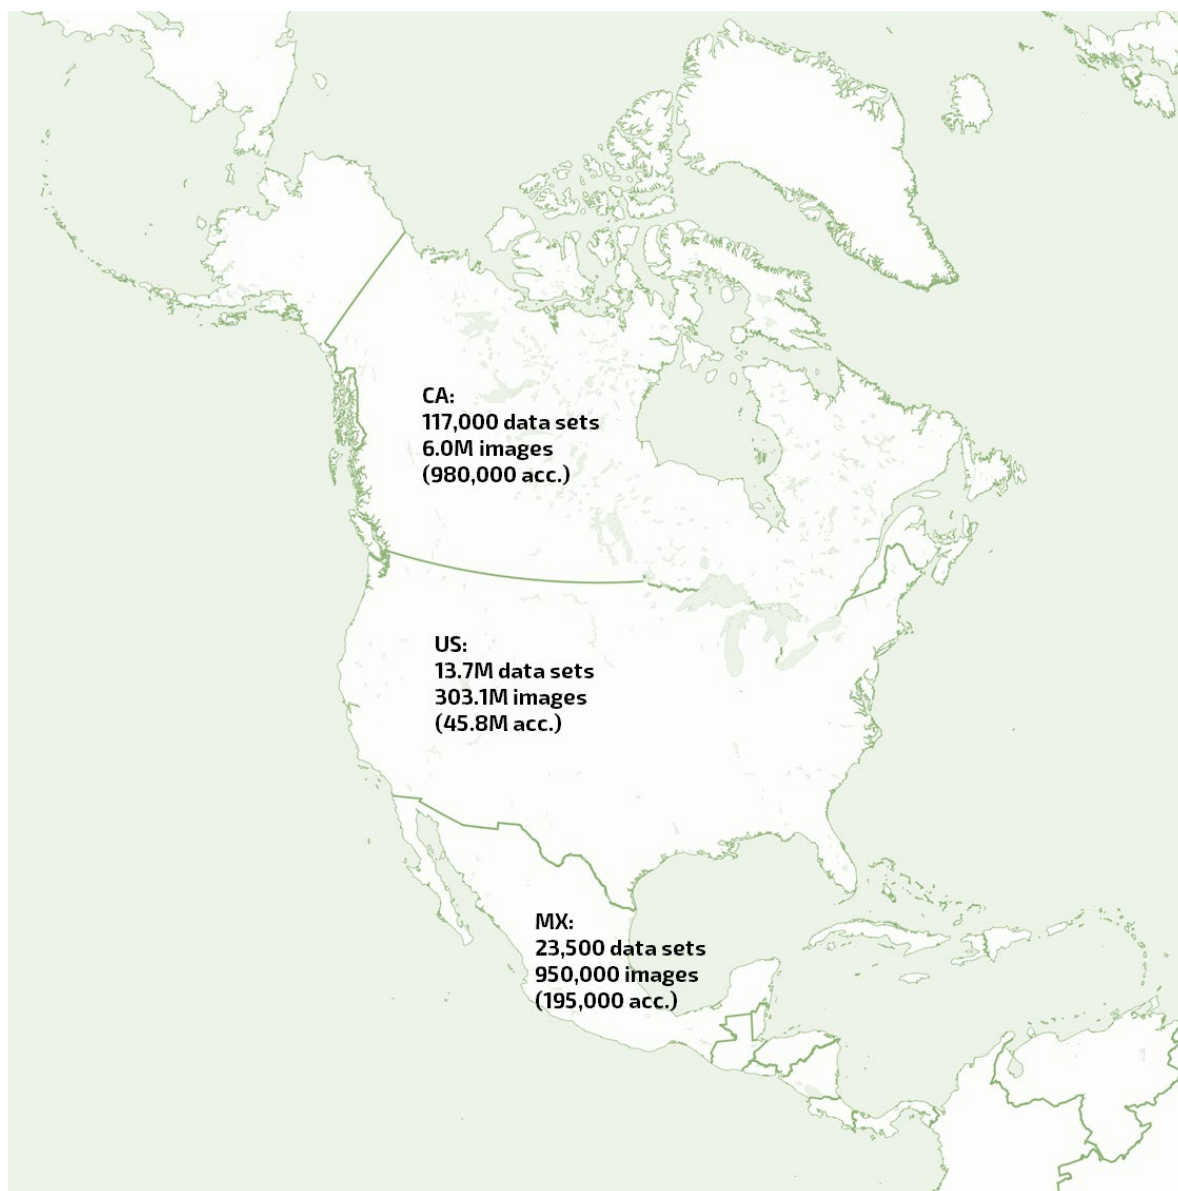 CA:
117,000 data sets
6.0M images
(980,000 acc.)
US:
13.7M data sets
303.1M images
(45.8M acc.)
MX:
23,500 data sets
950,000 images
(195,000 acc.)